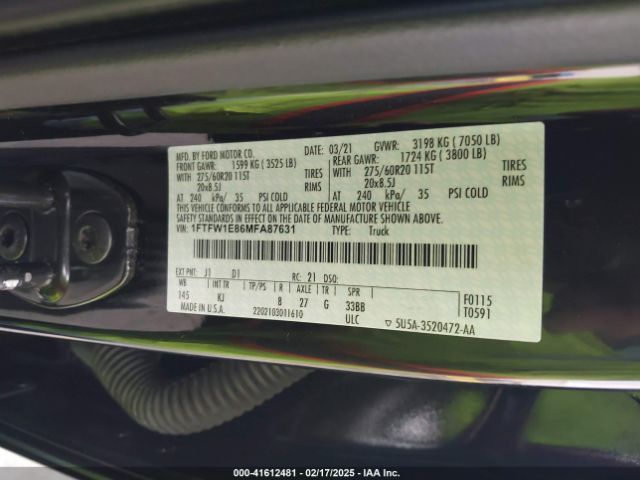 MFD. BY FORD MOTOR CO. 03/21 GVWR: 3198 KG ( 7050 LB)
FRONT GAWR: 1599 KG ( 3525 LB) REAR GAWR: 1724 KG ( 3800 LB)
WITH 275/60R20 115T TIRES WITH 275/60R20 115T TIRES
20x8.5J RIMS 20x8.5J RIMS
AT 240 kPa/ 35 PSI COLD AT 240 kPa/ 35 PSI COLD
THIS VEHICLE CONFORMS TO ALL APPLICABLE FEDERAL MOTOR VEHICLE
SAFETY STANDARDS IN EFFECT ON THE DATE OF MANUFACTURE SHOWN ABOVE.
VIN: 1FTFW1E86MFA87631 TYPE: Truck
EXT PNT: J1 D1 RC: 21 DSO:
WB INT TR TP/PS R AXLE TR SPR F0115
145 KJ 8 27 G 33BB T0591
MADE IN U.S.A. 2202103011610 ULC ▽ 5U5A-3520472-AA
000-41612481 - 02/17/2025 - IAA Inc.